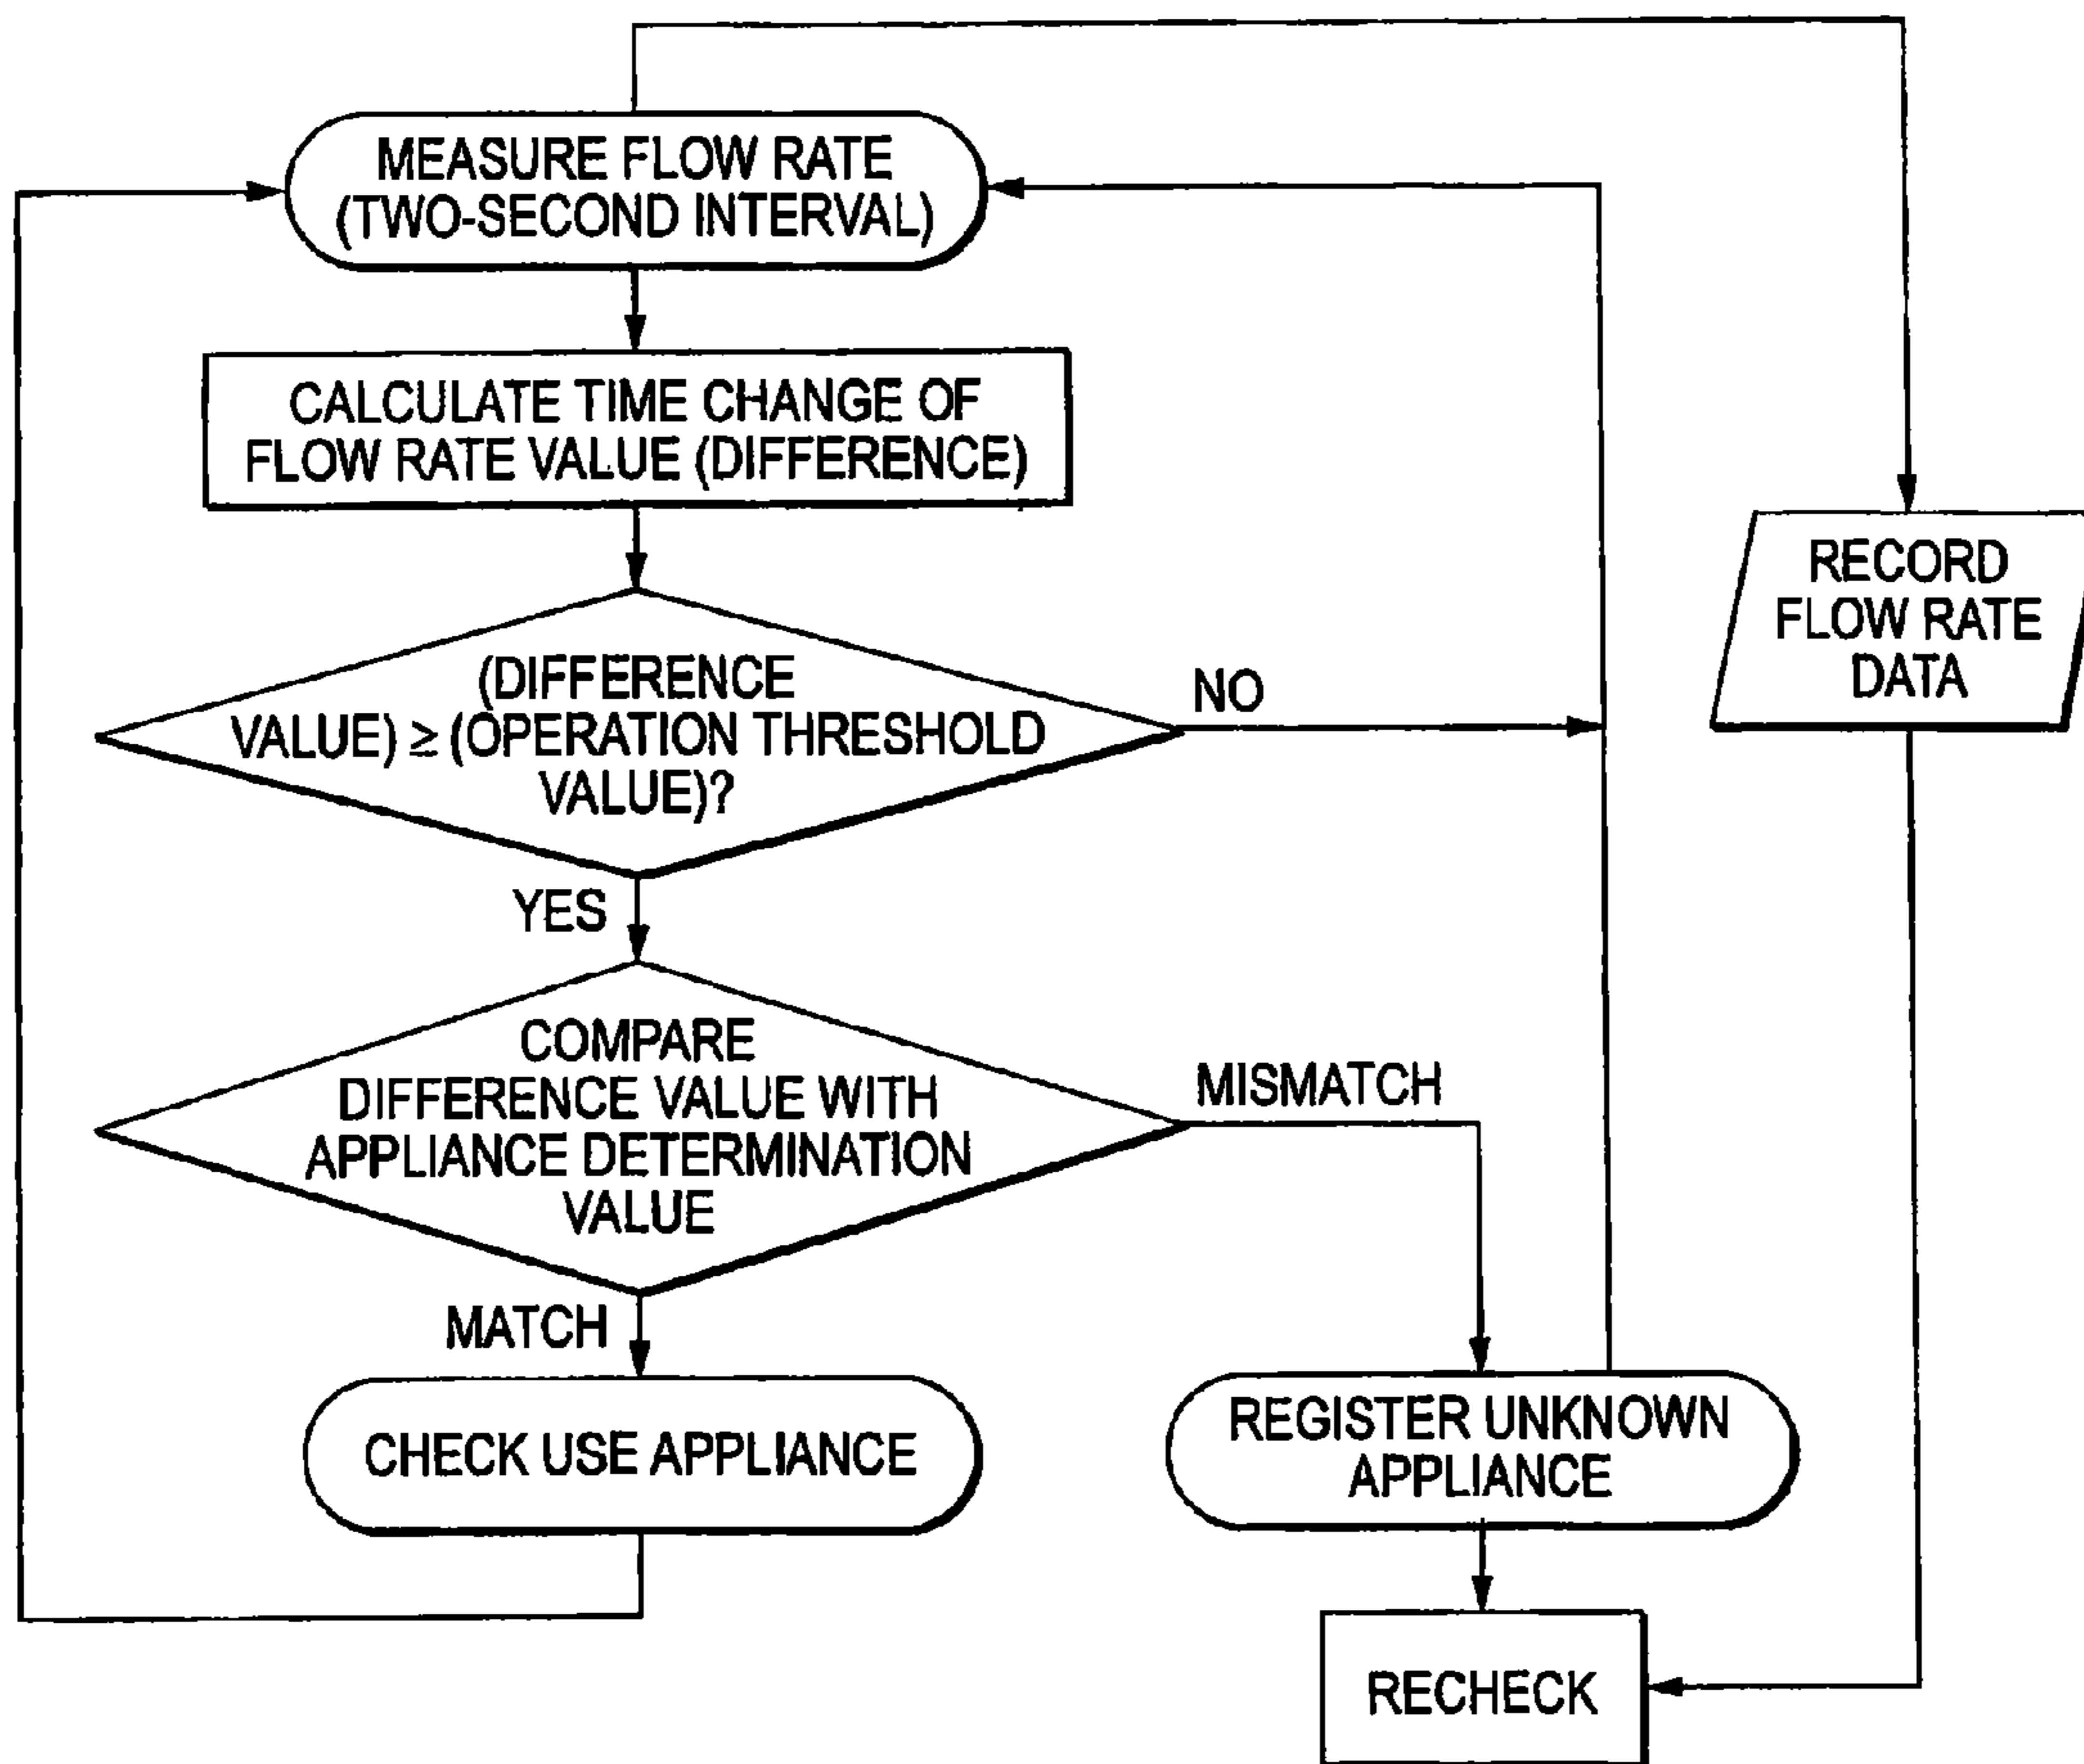 MEASURE FLOW RATE
(TWO-SECOND INTERVAL)
CALCULATE TIME CHANGE OF
FLOW RATE VALUE (DIFFERENCE)
RECORD
FLOW RATE
DATA
(DIFFERENCE
VALUE) ≥ (OPERATION THRESHOLD
VALUE)?
NO
YES
COMPARE
DIFFERENCE VALUE WITH
APPLIANCE DETERMINATION
VALUE
MISMATCH
MATCH
CHECK USE APPLIANCE
REGISTER UNKNOWN
APPLIANCE
RECHECK